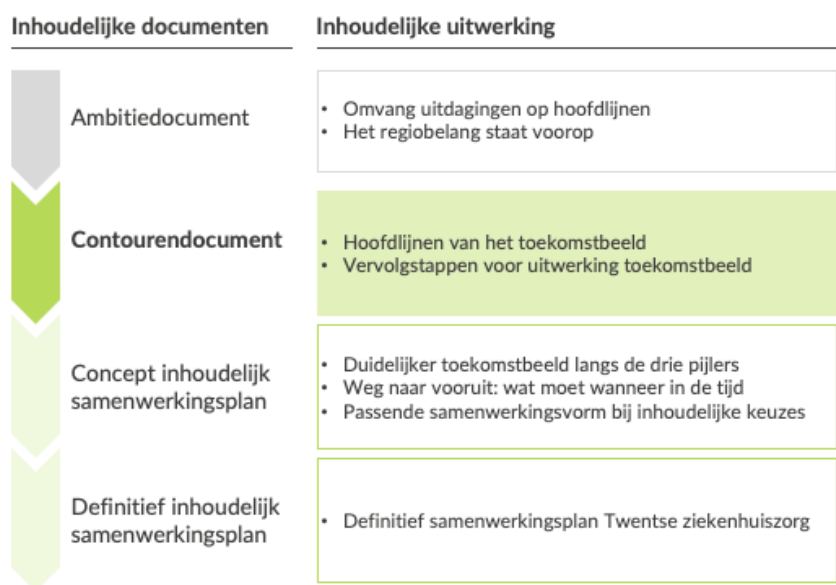 Inhoudelijke documenten
Inhoudelijke uitwerking
Ambitiedocument
• Omvang uitdagingen op hoofdlijnen
• Het regiobelang staat voorop
Contourendocument
• Hoofdlijnen van het toekomstbeeld
• Vervolgstappen voor uitwerking toekomstbeeld
Concept inhoudelijk
samenwerkingsplan
• Duidelijker toekomstbeeld langs de drie pijlers
• Weg naar vooruit: wat moet wanneer in de tijd
• Passende samenwerkingsvorm bij inhoudelijke keuzes
Definitief inhoudelijk
samenwerkingsplan
• Definitief samenwerkingsplan Twentse ziekenhuiszorg